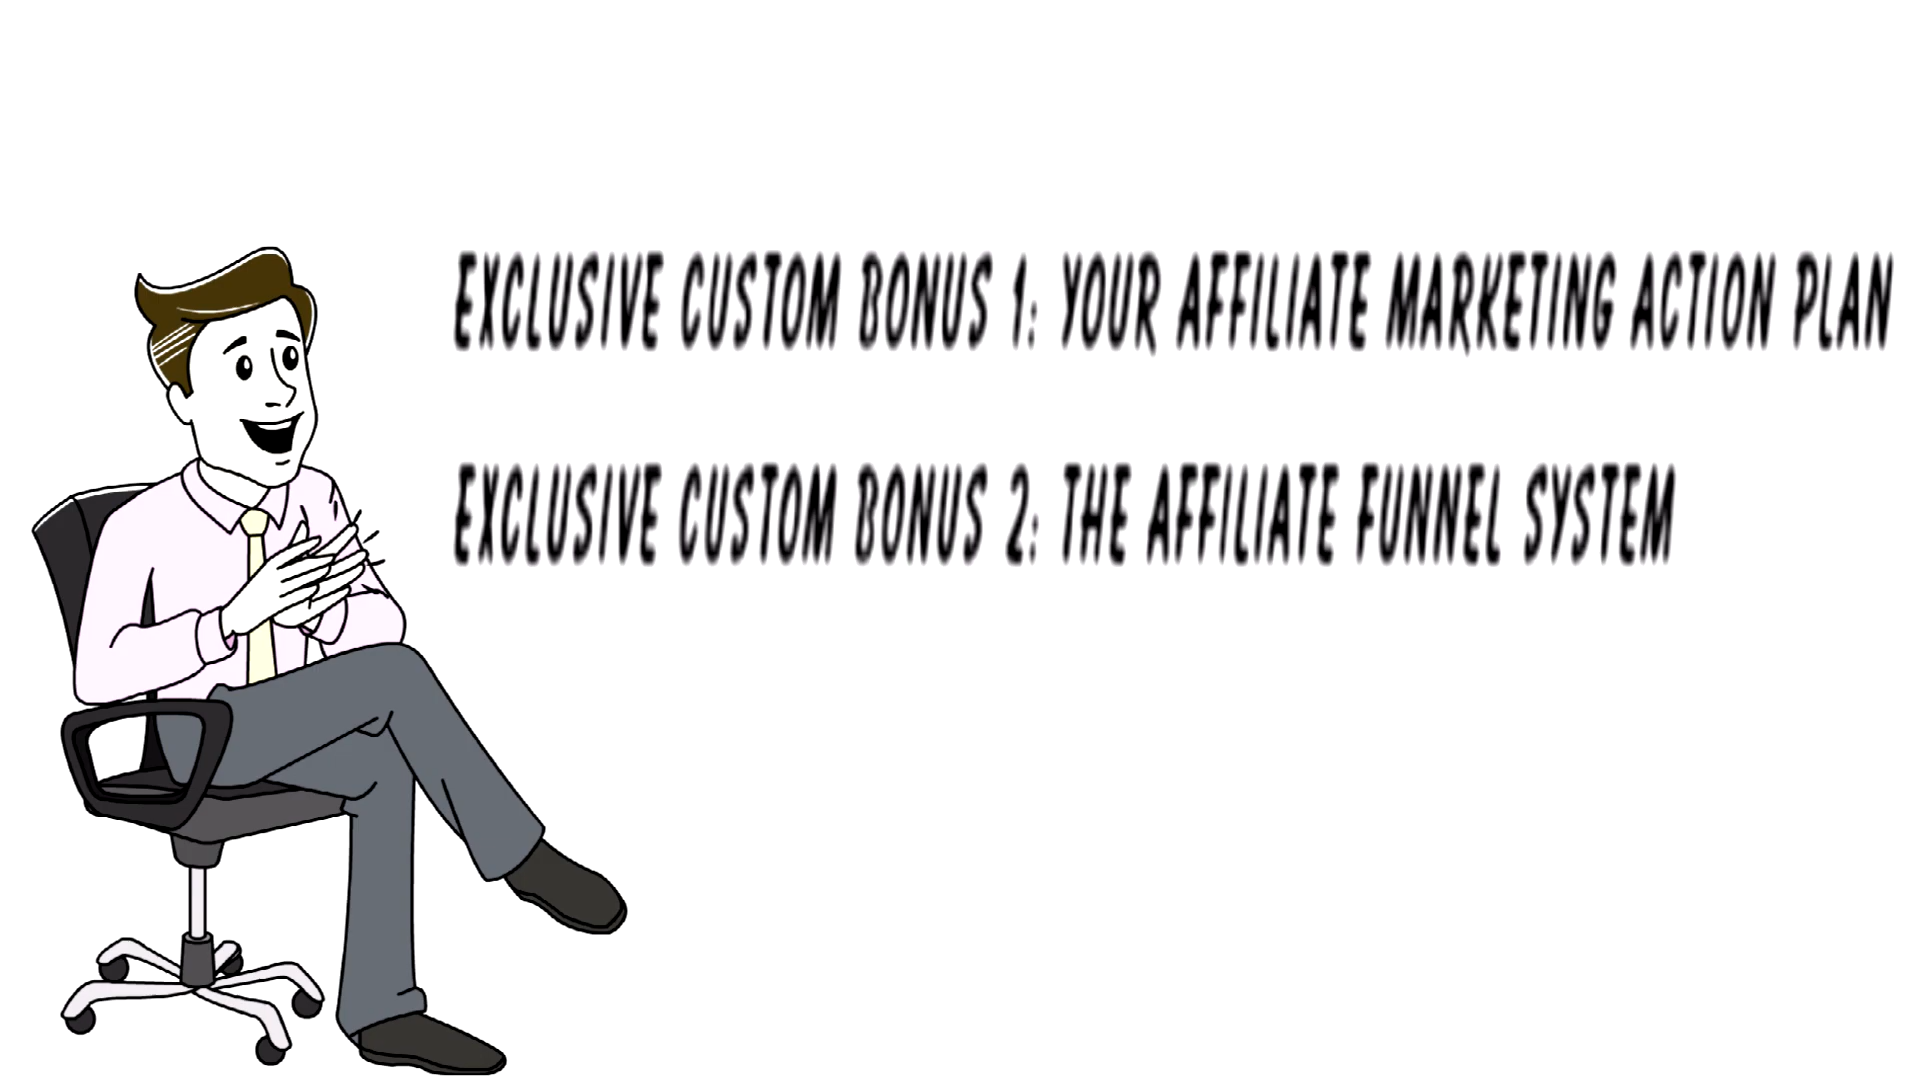 EXCLUSIVE CUSTOM BONUS 1: YOUR AFFILIATE MARKETING ACTION PLAN
EXCLUSIVE CUSTOM BONUS 2: THE AFFILIATE FUNNEL SYSTEM